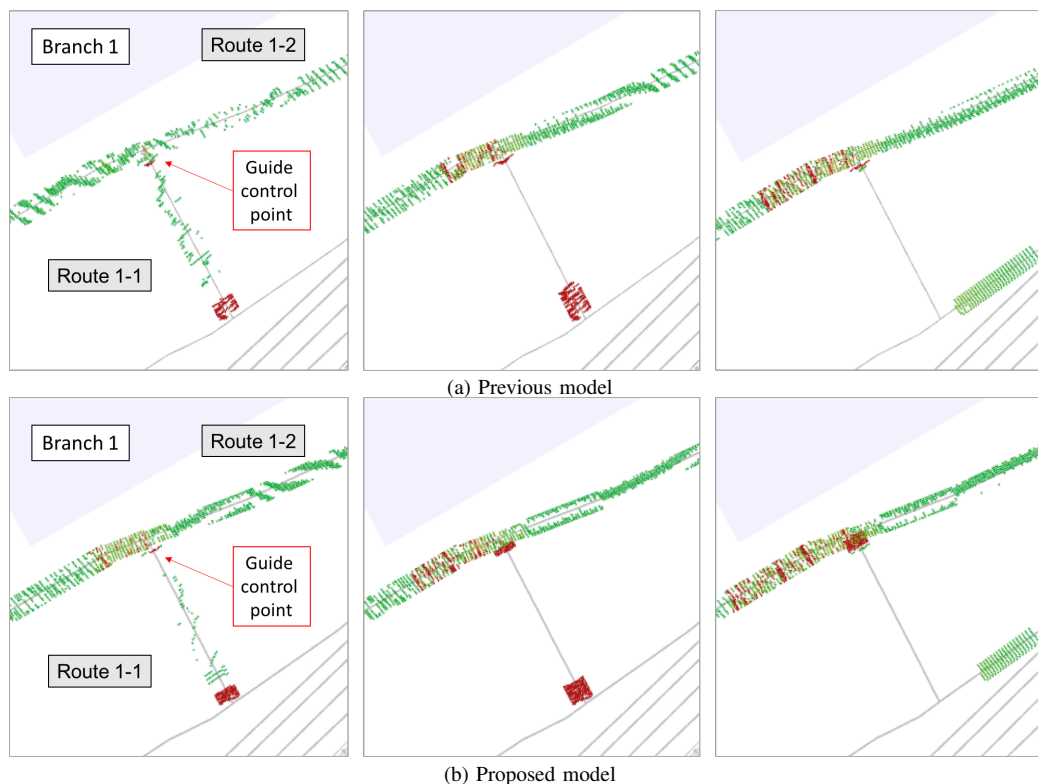 Branch 1
Route 1-2
Guide
control
point
Route 1-1
(a) Previous model
Branch 1
Route 1-2
Guide
control
point
Route 1-1
(b) Proposed model